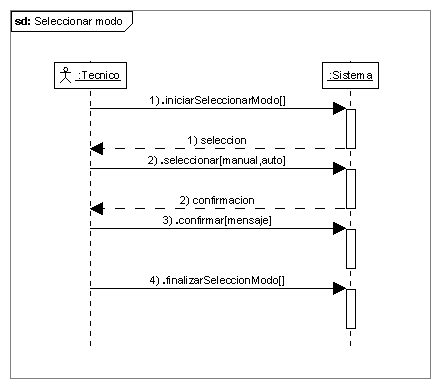 sd: Seleccionar modo
:Tecnico
:Sistema
1) .iniciarSeleccionarModo[]
1) seleccion
2) .seleccionar[manual,auto]
2) confirmacion
3) .confirmar[mensaje]
4) .finalizarSeleccionModo[]